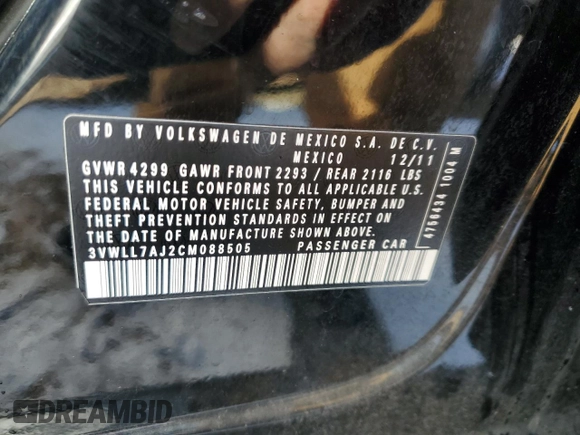 MFD BY VOLKSWAGEN DE MEXICO S.A. DE C.V.
MEXICO 12/11
GVWR 4299 GAWR FRONT 2293 / REAR 2116 LBS
THIS VEHICLE CONFORMS TO ALL APPLICABLE U.S.
FEDERAL MOTOR VEHICLE SAFETY, BUMPER AND
THEFT PREVENTION STANDARDS IN EFFECT ON
THE DATE OF MANUFACTURE SHOWN ABOVE.
3VWLL7AJ2CM088505 PASSENGER CAR
4750434 1004 M
DREAMBID